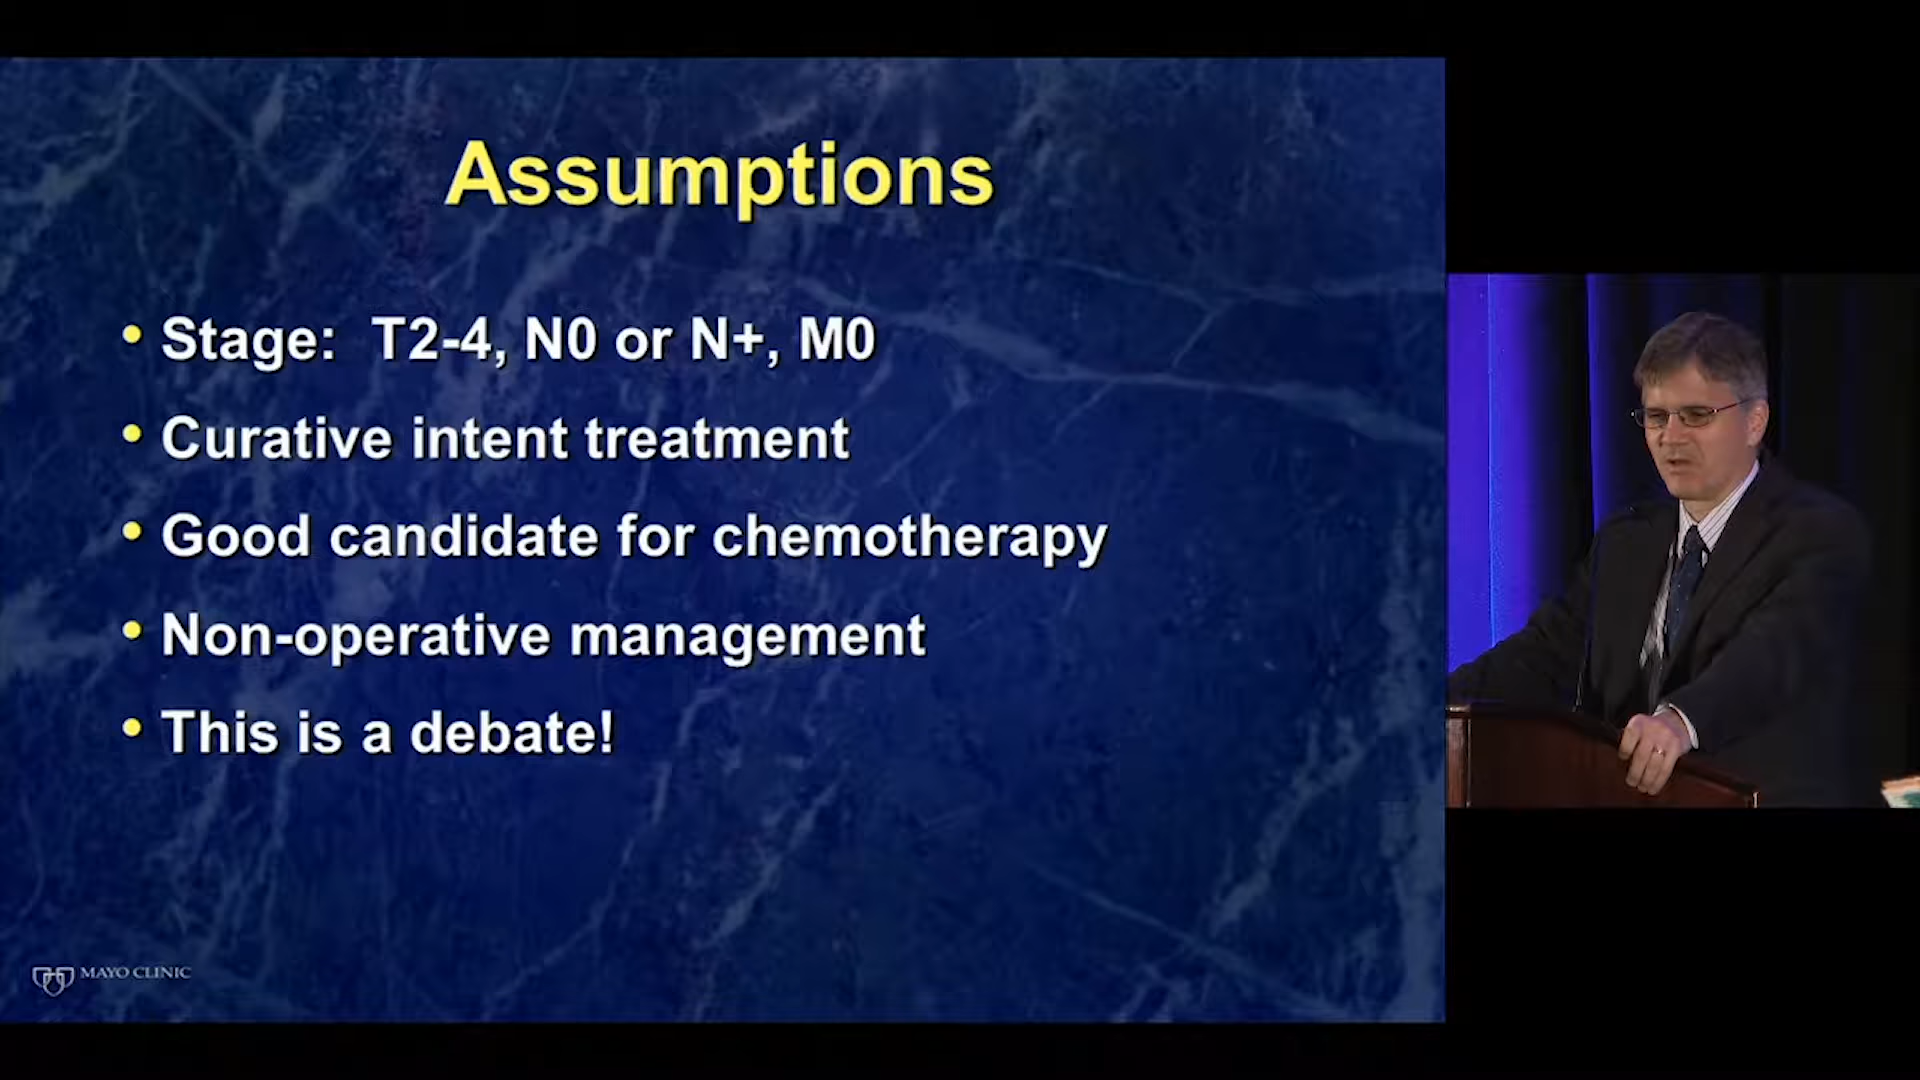 Assumptions
• Stage: T2-4, N0 or N+, M0
• Curative intent treatment
• Good candidate for chemotherapy
• Non-operative management
• This is a debate!
MAYO CLINIC